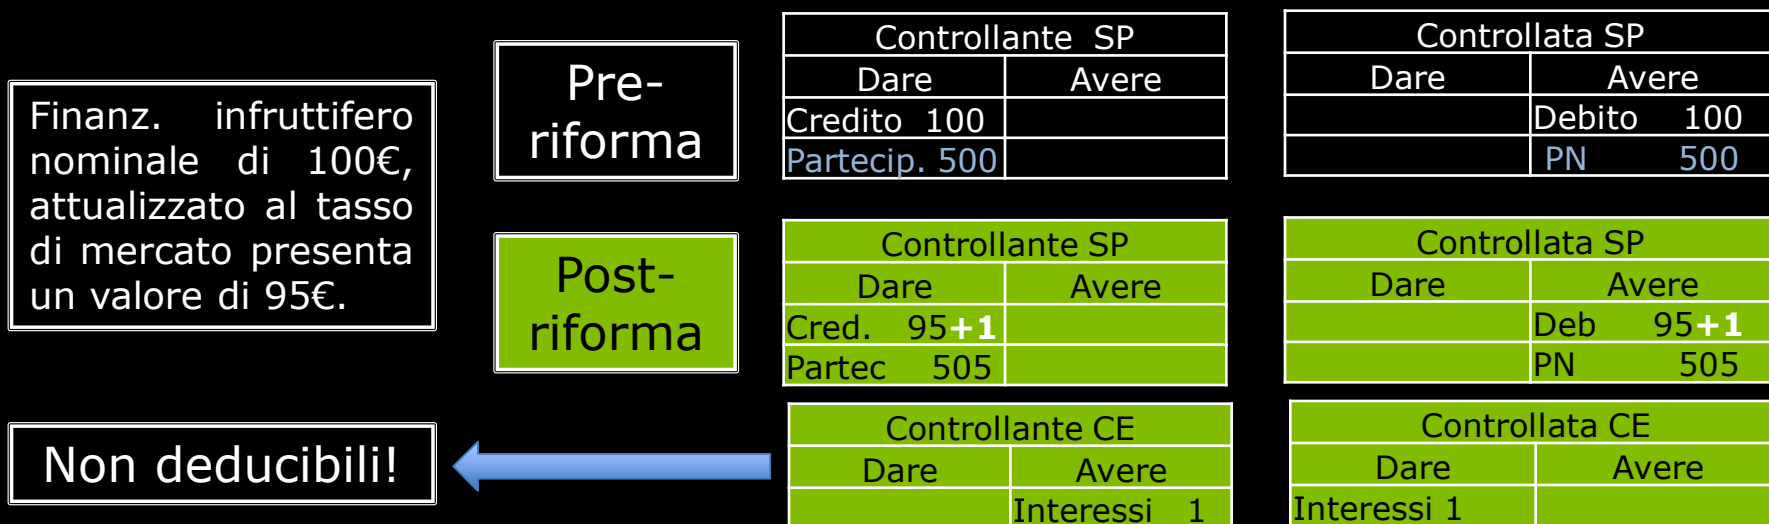 Finanz. infruttifero
nominale di 100€,
attualizzato al tasso
di mercato presenta
un valore di 95€.
Pre-
riforma
Controllante SP
Dare Avere
Credito 100
Partecip. 500
Controllata SP
Dare Avere
Debito 100
PN 500
Post-
riforma
Controllante SP
Dare Avere
Cred. 95+1
Partec 505
Controllata SP
Dare Avere
Deb 95+1
PN 505
Non deducibili!
Controllante CE
Dare Avere
Interessi 1
Controllata CE
Dare Avere
Interessi 1